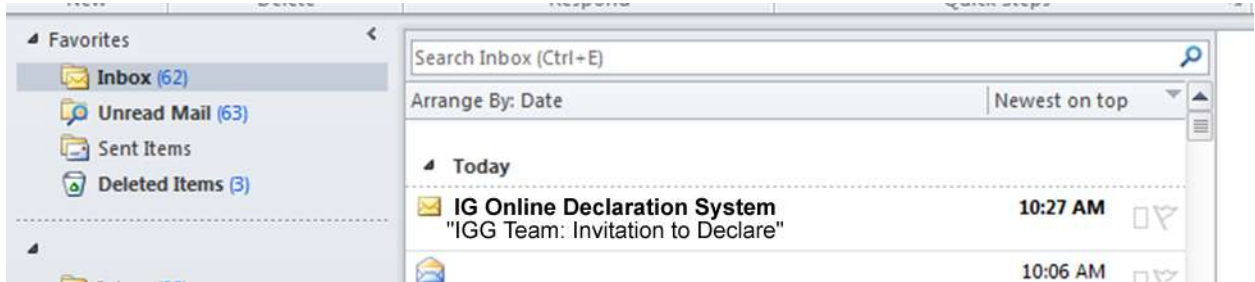 Favorites
Inbox (62)
Unread Mail (63)
Sent Items
Deleted Items (3)
Search Inbox (Ctrl+E)
Arrange By: Date Newest on top
Today
IG Online Declaration System 10:27 AM
"IGG Team: Invitation to Declare"
10:06 AM